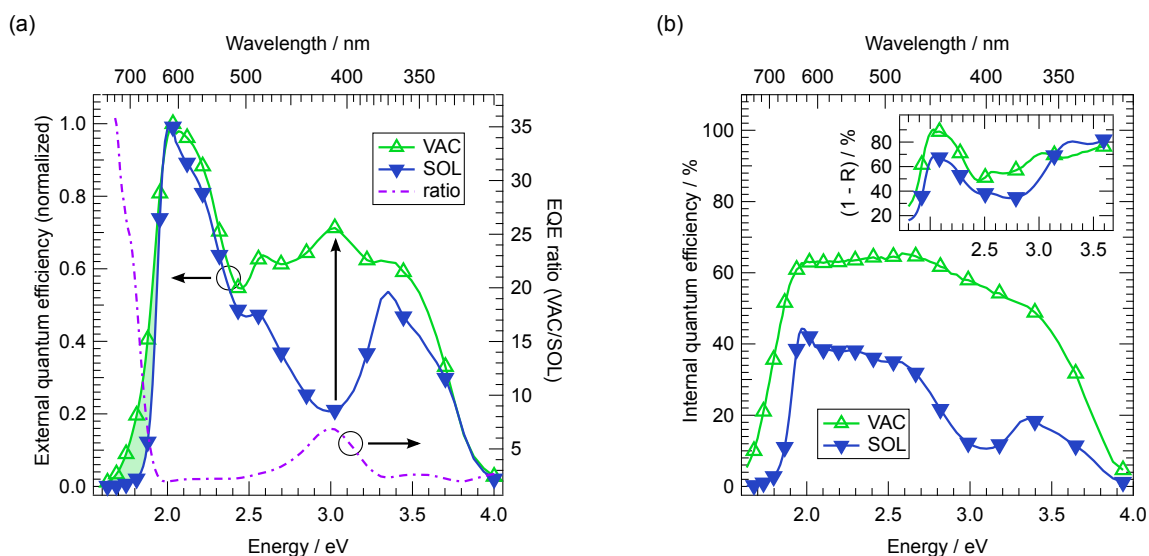 (a)
Wavelength / nm
700 600 500 400 350
External quantum efficiency (normalized)
1.0
0.8
0.6
0.4
0.2
0.0
VAC
SOL
ratio
35
30
25
20
15
10
5
EQE ratio (VAC/SOL)
2.0 2.5 3.0 3.5 4.0
Energy / eV
(b)
Wavelength / nm
700 600 500 400 350
Internal quantum efficiency / %
100
80
60
40
20
0
(1 - R) / %
80
60
40
20
2.5 3.0 3.5
VAC
SOL
2.0 2.5 3.0 3.5 4.0
Energy / eV